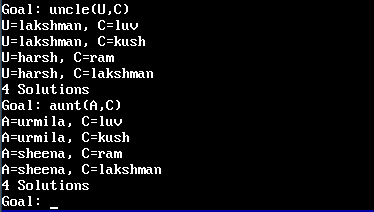 Goal: uncle(U,C)
U=lakshman, C=luv
U=lakshman, C=kush
U=harsh, C=ram
U=harsh, C=lakshman
4 Solutions
Goal: aunt(A,C)
A=urmila, C=luv
A=urmila, C=kush
A=sheena, C=ram
A=sheena, C=lakshman
4 Solutions
Goal: _